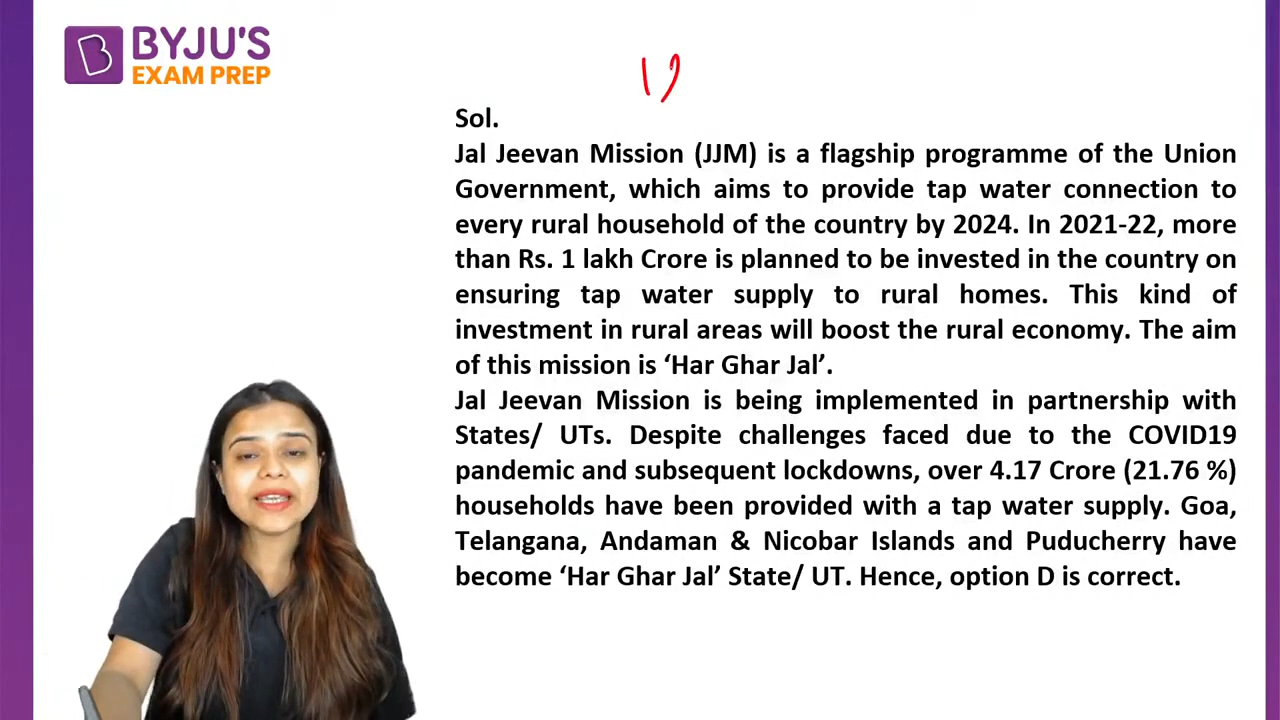 BYJU'S
EXAM PREP
Sol.
Jal Jeevan Mission (JJM) is a flagship programme of the Union
Government, which aims to provide tap water connection to
every rural household of the country by 2024. In 2021-22, more
than Rs. 1 lakh Crore is planned to be invested in the country on
ensuring tap water supply to rural homes. This kind of
investment in rural areas will boost the rural economy. The aim
of this mission is ‘Har Ghar Jal’.
Jal Jeevan Mission is being implemented in partnership with
States/ UTs. Despite challenges faced due to the COVID19
pandemic and subsequent lockdowns, over 4.17 Crore (21.76 %)
households have been provided with a tap water supply. Goa,
Telangana, Andaman & Nicobar Islands and Puducherry have
become ‘Har Ghar Jal’ State/ UT. Hence, option D is correct.